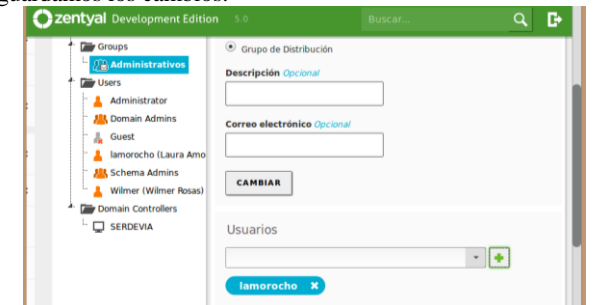 guardamos los cambios.
zentyal Development Edition 5.0 Buscar...
Groups
Administrativos
Users
Administrator
Domain Admins
Guest
lamorocho (Laura Amo
Schema Admins
Wilmer (Wilmer Rosas)
Domain Controllers
SERDEVIA
Grupo de Distribución
Descripción Opcional
Correo electrónico Opcional
CAMBIAR
Usuarios
lamorocho x